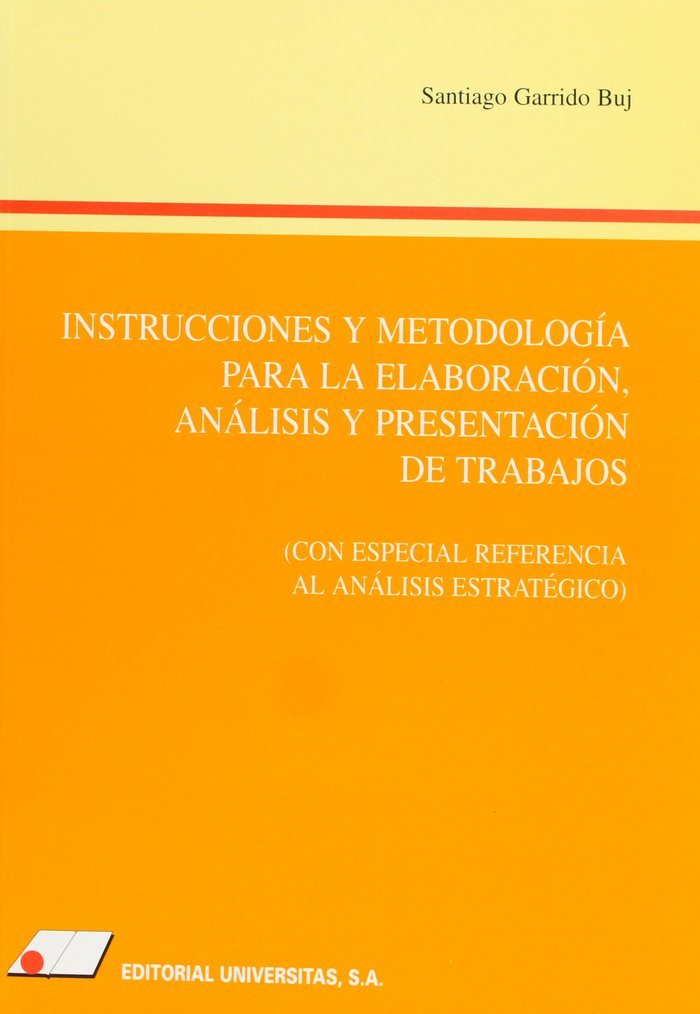 Santiago Garrido Buj
INSTRUCCIONES Y METODOLOGÍA
PARA LA ELABORACIÓN,
ANÁLISIS Y PRESENTACIÓN
DE TRABAJOS
(CON ESPECIAL REFERENCIA
AL ANÁLISIS ESTRATÉGICO)
EDITORIAL UNIVERSITAS, S.A.